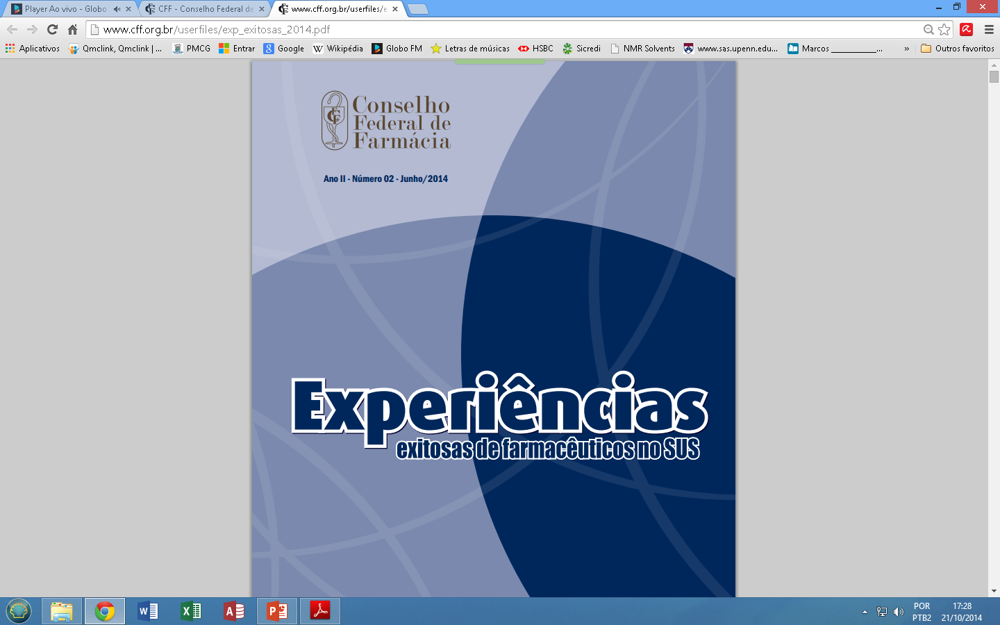 Player Ao vivo - Globo
CFF - Conselho Federal de
www.cff.org.br/userfiles/e
www.cff.org.br/userfiles/exp_exitosas_2014.pdf
Aplicativos
Qmclink, Qmclink | ...
PMCG
Entrar
Google
Wikipédia
Globo FM
Letras de músicas
HSBC
Sicredi
NMR Solvents
www.sas.upenn.edu...
Marcos ___________...
»
Outros favoritos
Conselho
Federal de
Farmácia
Ano II - Número 02 - Junho/2014
Experiências
exitosas de farmacêuticos no SUS
POR
PTB2
17:28
21/10/2014